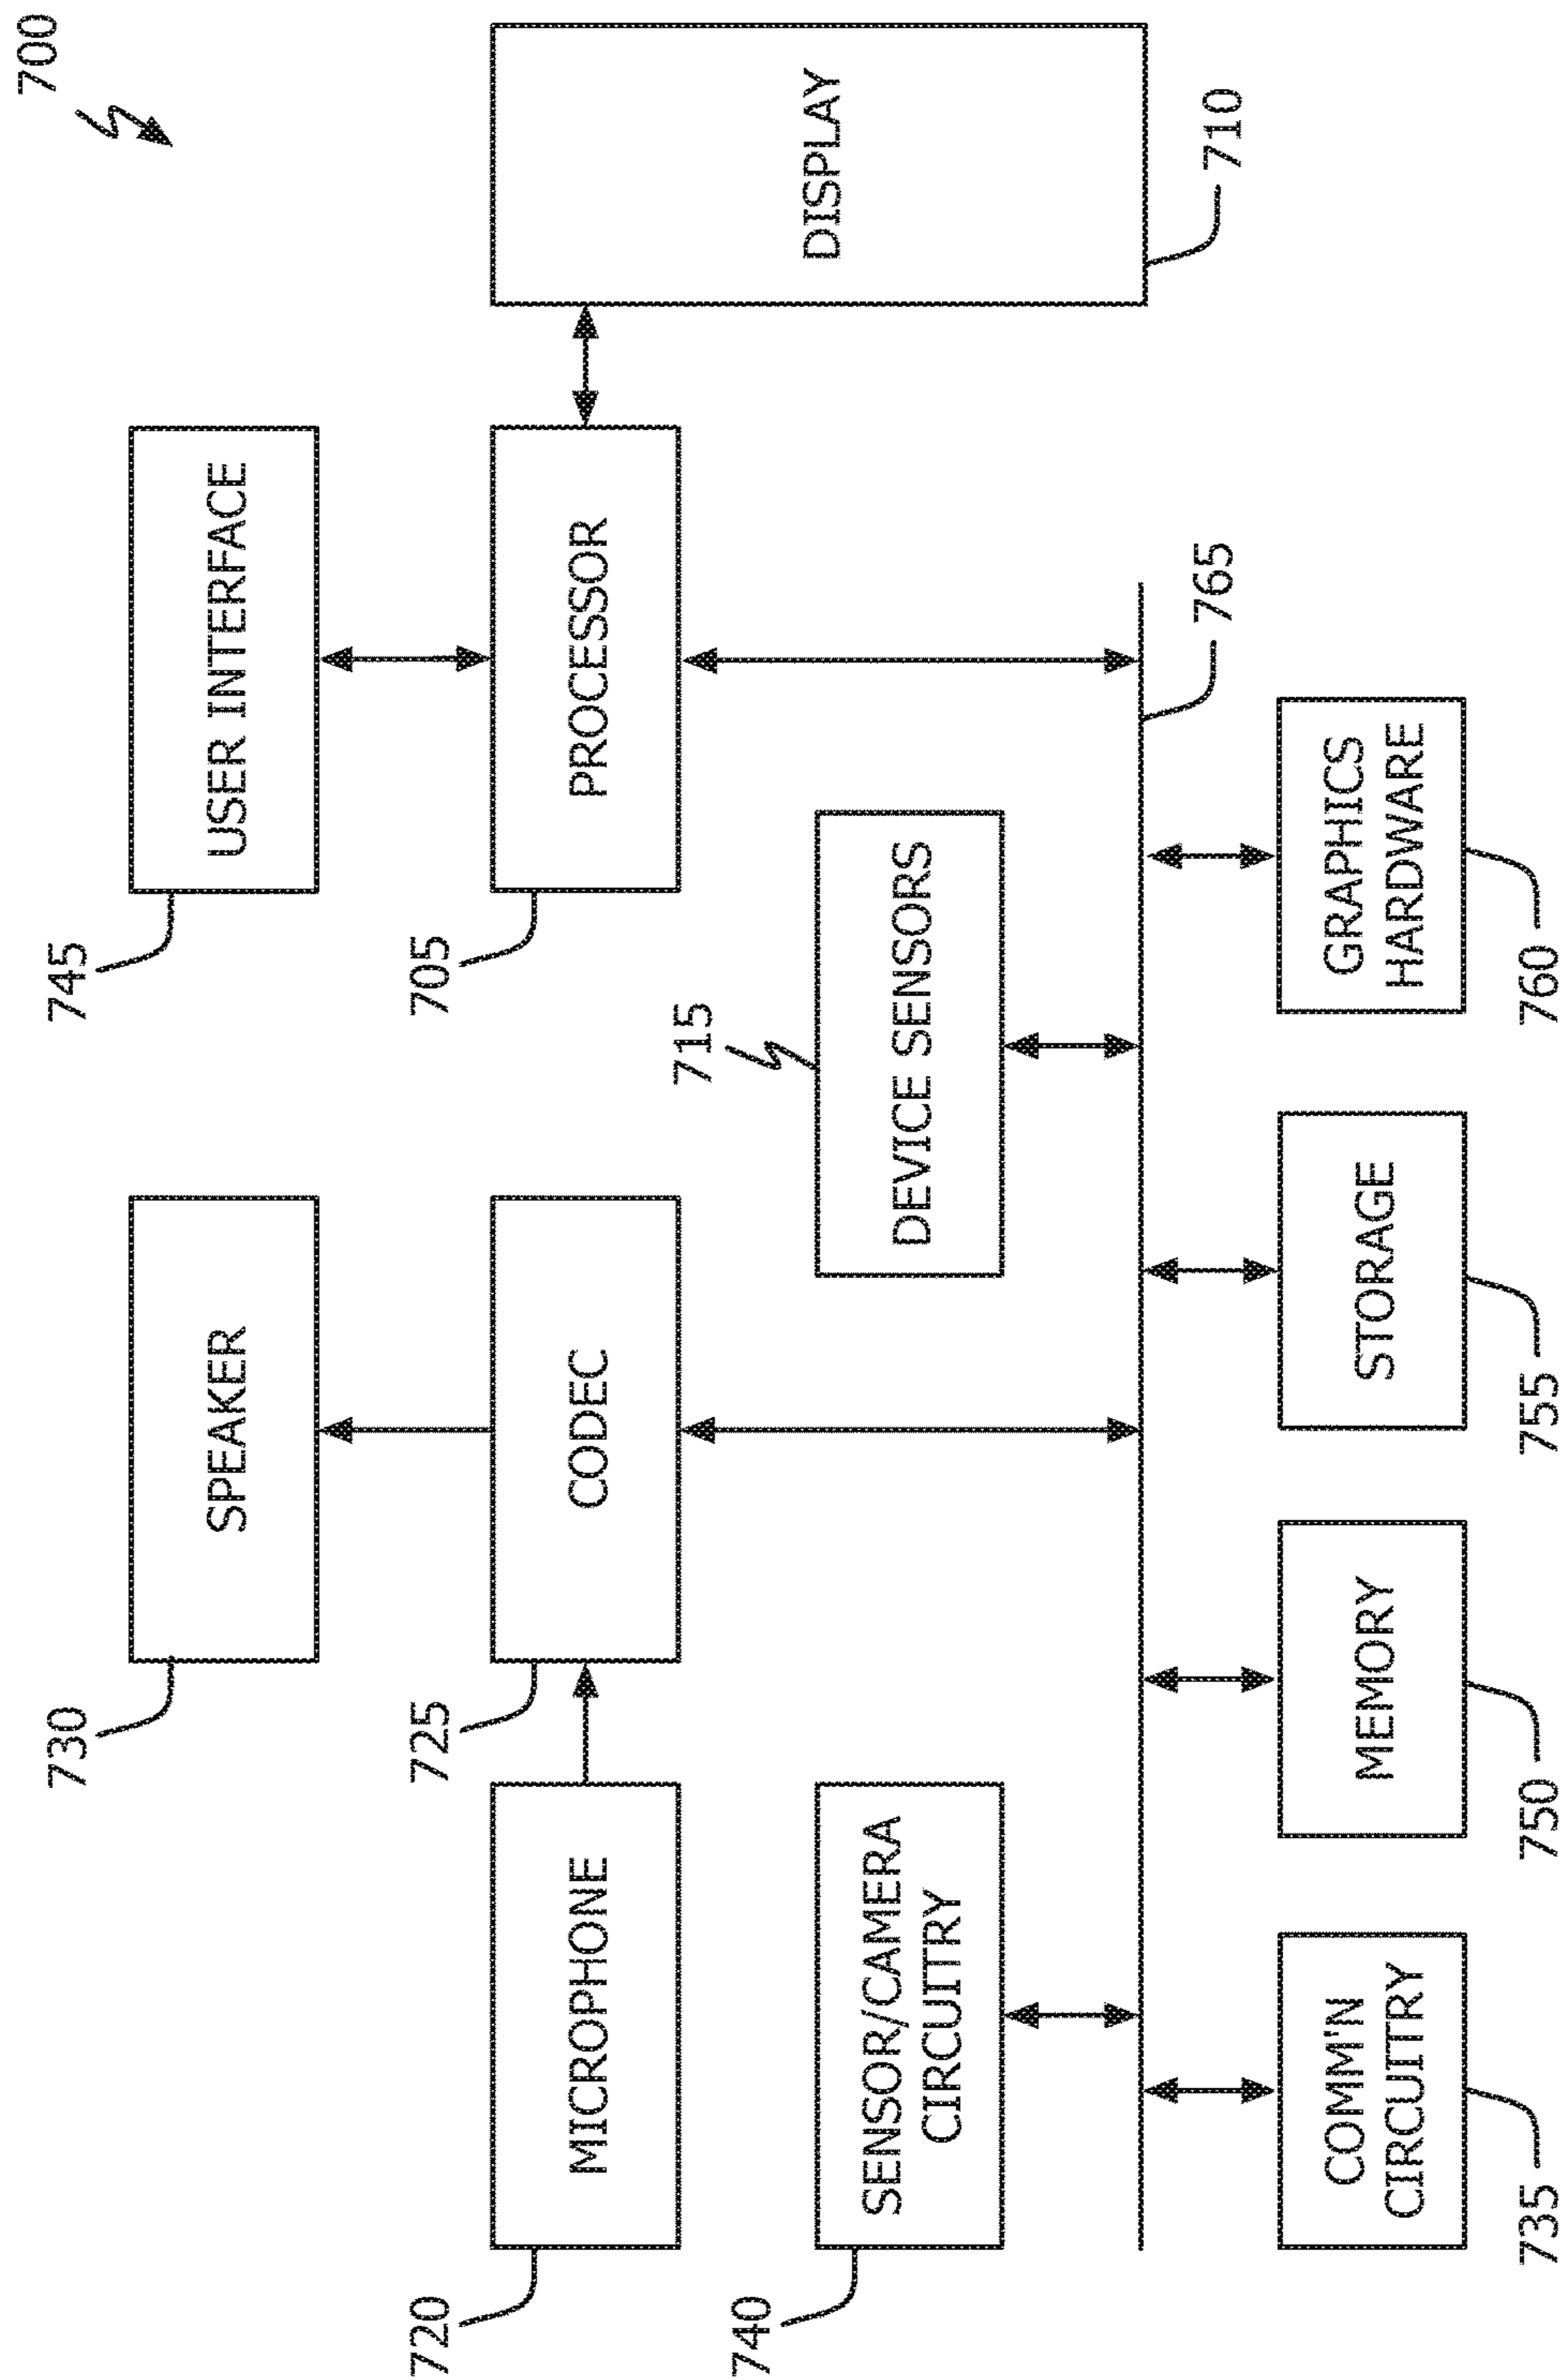 700
730
SPEAKER
745
USER INTERFACE
720
MICROPHONE
725
CODEC
705
PROCESSOR
DISPLAY
710
740
SENSOR/CAMERA
CIRCUITRY
715
DEVICE SENSORS
765
COMM'N
CIRCUITRY
735
MEMORY
750
STORAGE
755
GRAPHICS
HARDWARE
760